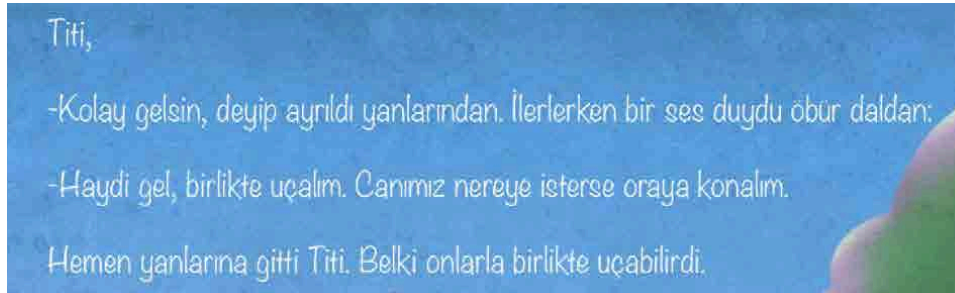 Titi,
-Kolay gelsin, deyip ayrıldı yanlarından. İlerlerken bir ses duydu öbür daldan:
-Haydi gel, birlikte uçalım. Canımız nereye isterse oraya konalım.
Hemen yanlarına gitti Titi. Belki onlarla birlikte uçabilirdi.